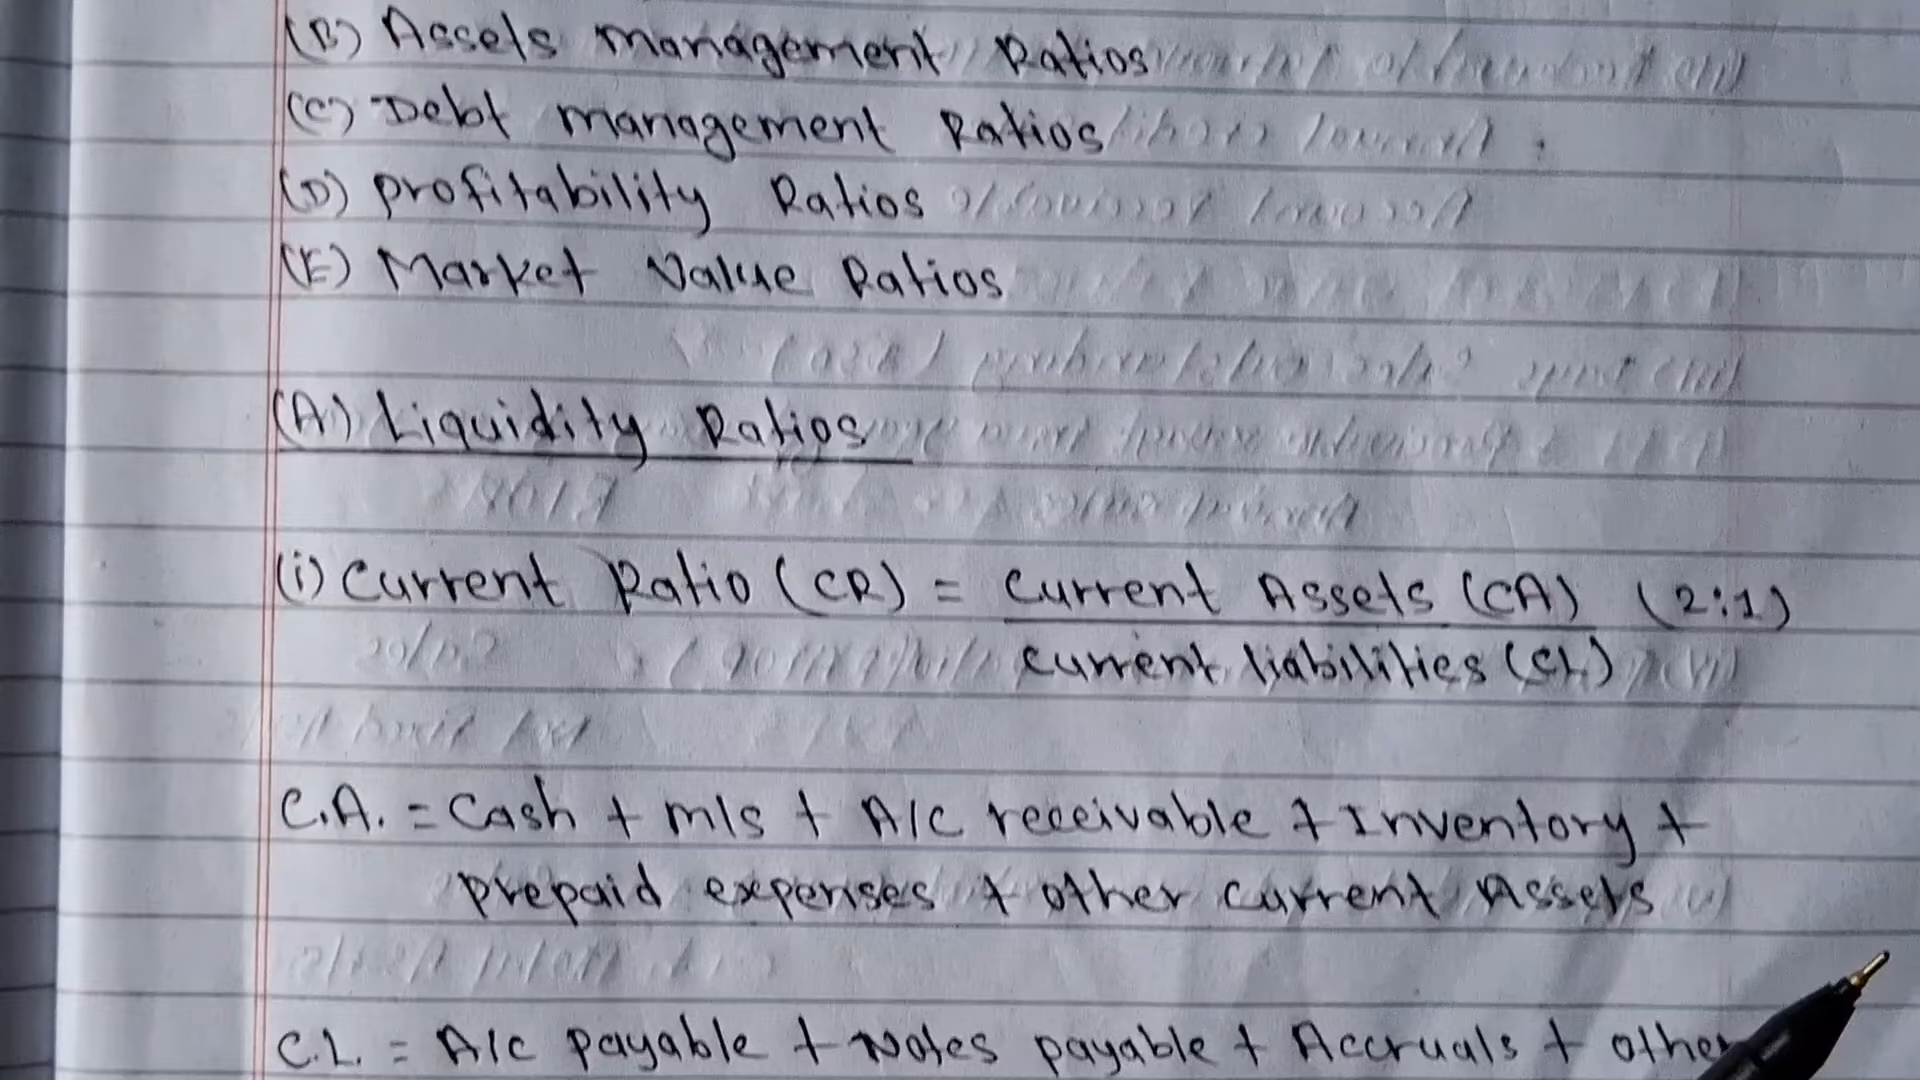 (B) Assets management Ratios
(C) Debt management Ratios
(D) profitability Ratios
(E) Market Value Ratios
(A) Liquidity Ratios
(i) Current Ratio (CR) = Current Assets (CA) (2:1)
Current liabilities (CL)
C.A. = Cash + m/s + A/C receivable + Inventory +
prepaid expenses + other current Assets
C.L. = A/C payable + Notes payable + Accruals + other